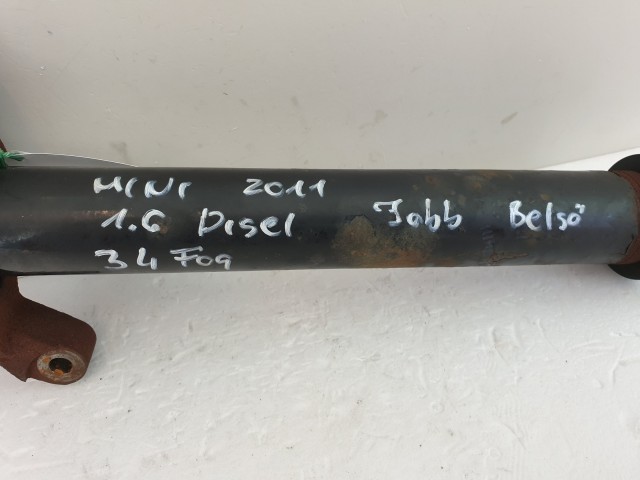 MINI 2011
1.6 Disel Jobb Belső
34 Fog